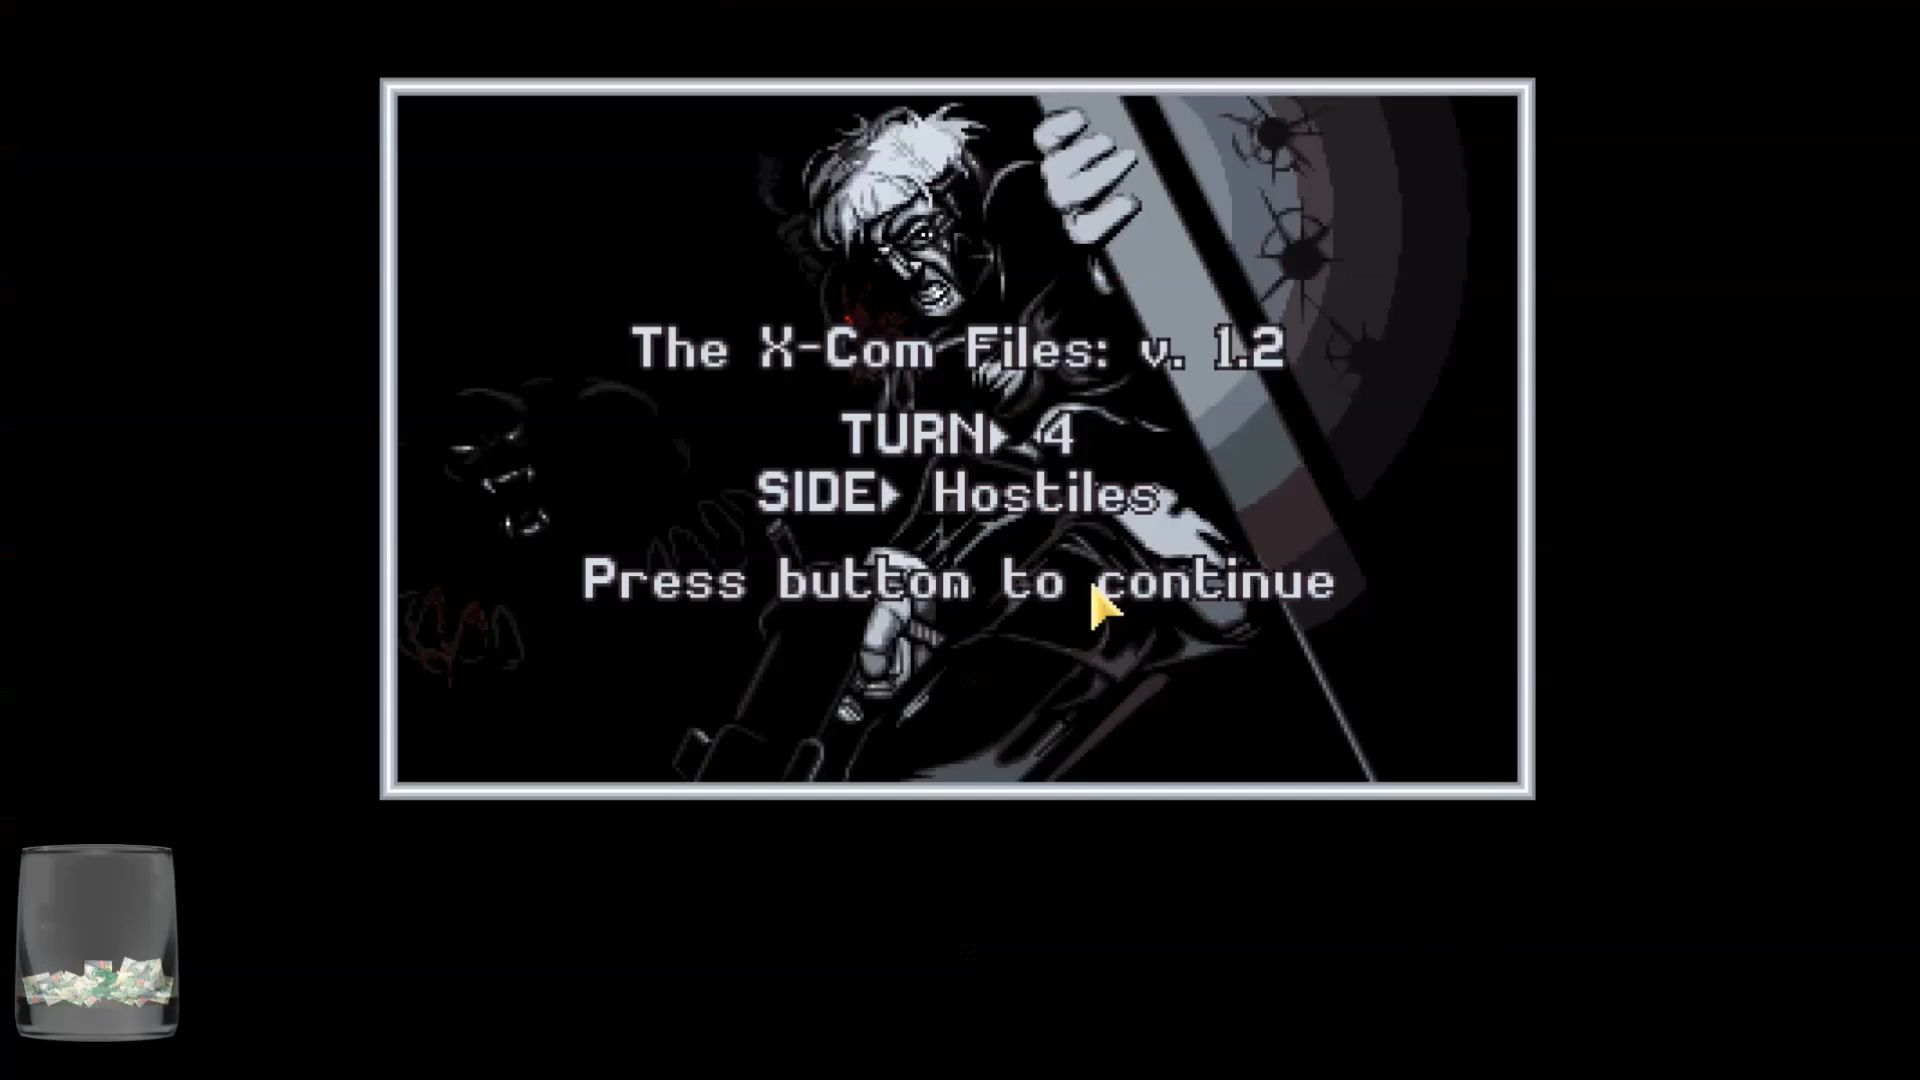 The X-Com Files: v. 1.2
TURN▸ 4
SIDE▸ Hostiles
Press button to continue